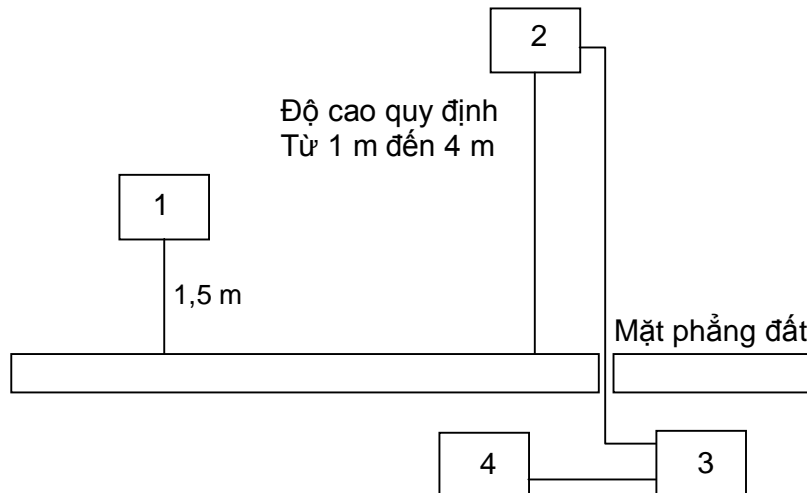 2
Độ cao quy định
Từ 1 m đến 4 m
1
1,5 m
Mặt phẳng đất
4
3